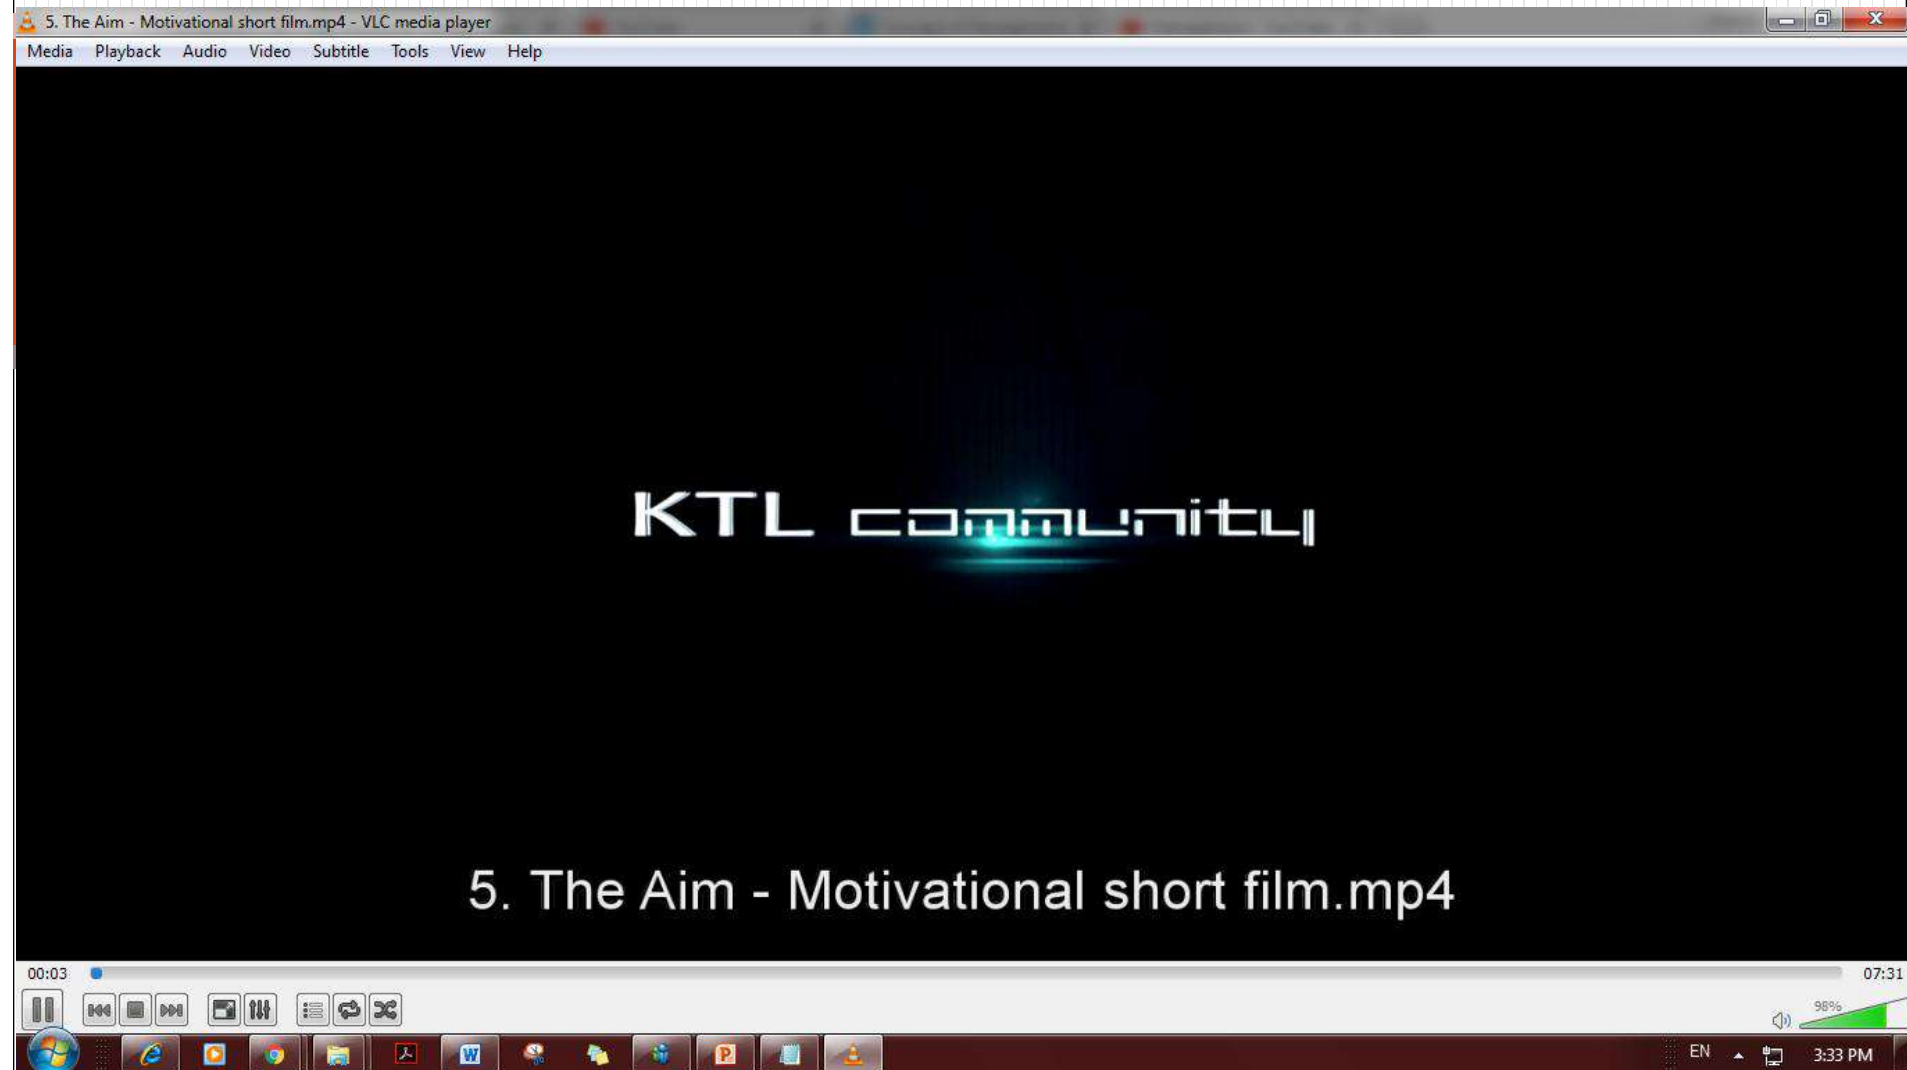 5. The Aim - Motivational short film.mp4 - VLC media player
Media Playback Audio Video Subtitle Tools View Help
KTL community
5. The Aim - Motivational short film.mp4
00:03 07:31
98%
EN 3:33 PM